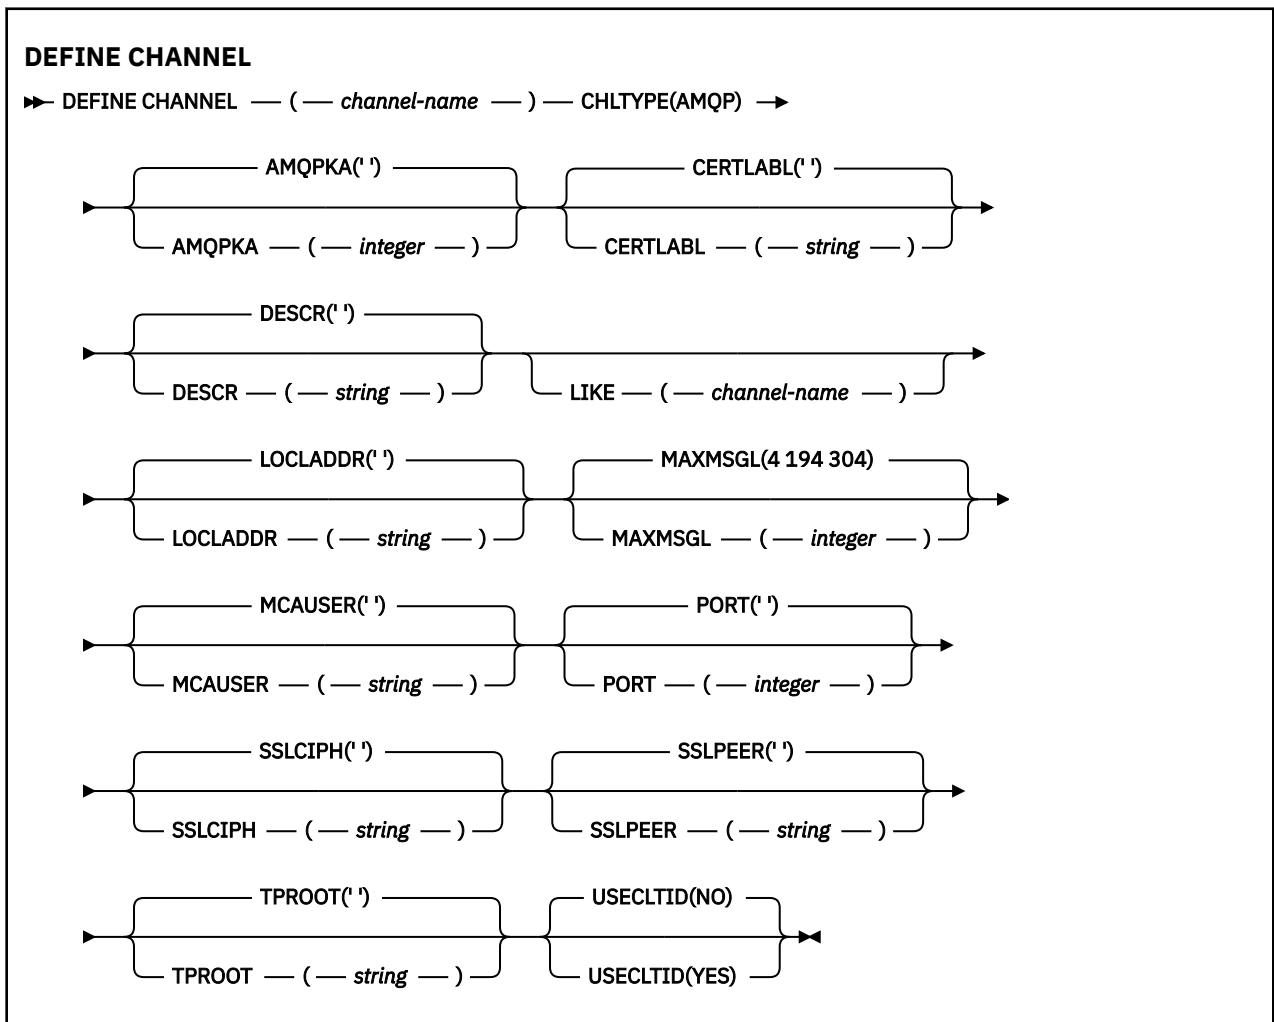 DEFINE CHANNEL
DEFINE CHANNEL ( channel-name ) CHLTYPE(AMQP)
AMQPKA(' ') CERTLABL(' ')
AMQPKA ( integer ) CERTLABL ( string )
DESCR(' ')
DESCR ( string ) LIKE ( channel-name )
LOCLADDR(' ') MAXMSGL(4 194 304)
LOCLADDR ( string ) MAXMSGL ( integer )
MCAUSER(' ') PORT(' ')
MCAUSER ( string ) PORT ( integer )
SSLCIPH(' ') SSLPEER(' ')
SSLCIPH ( string ) SSLPEER ( string )
TPROOT(' ') USECLTID(NO)
TPROOT ( string ) USECLTID(YES)